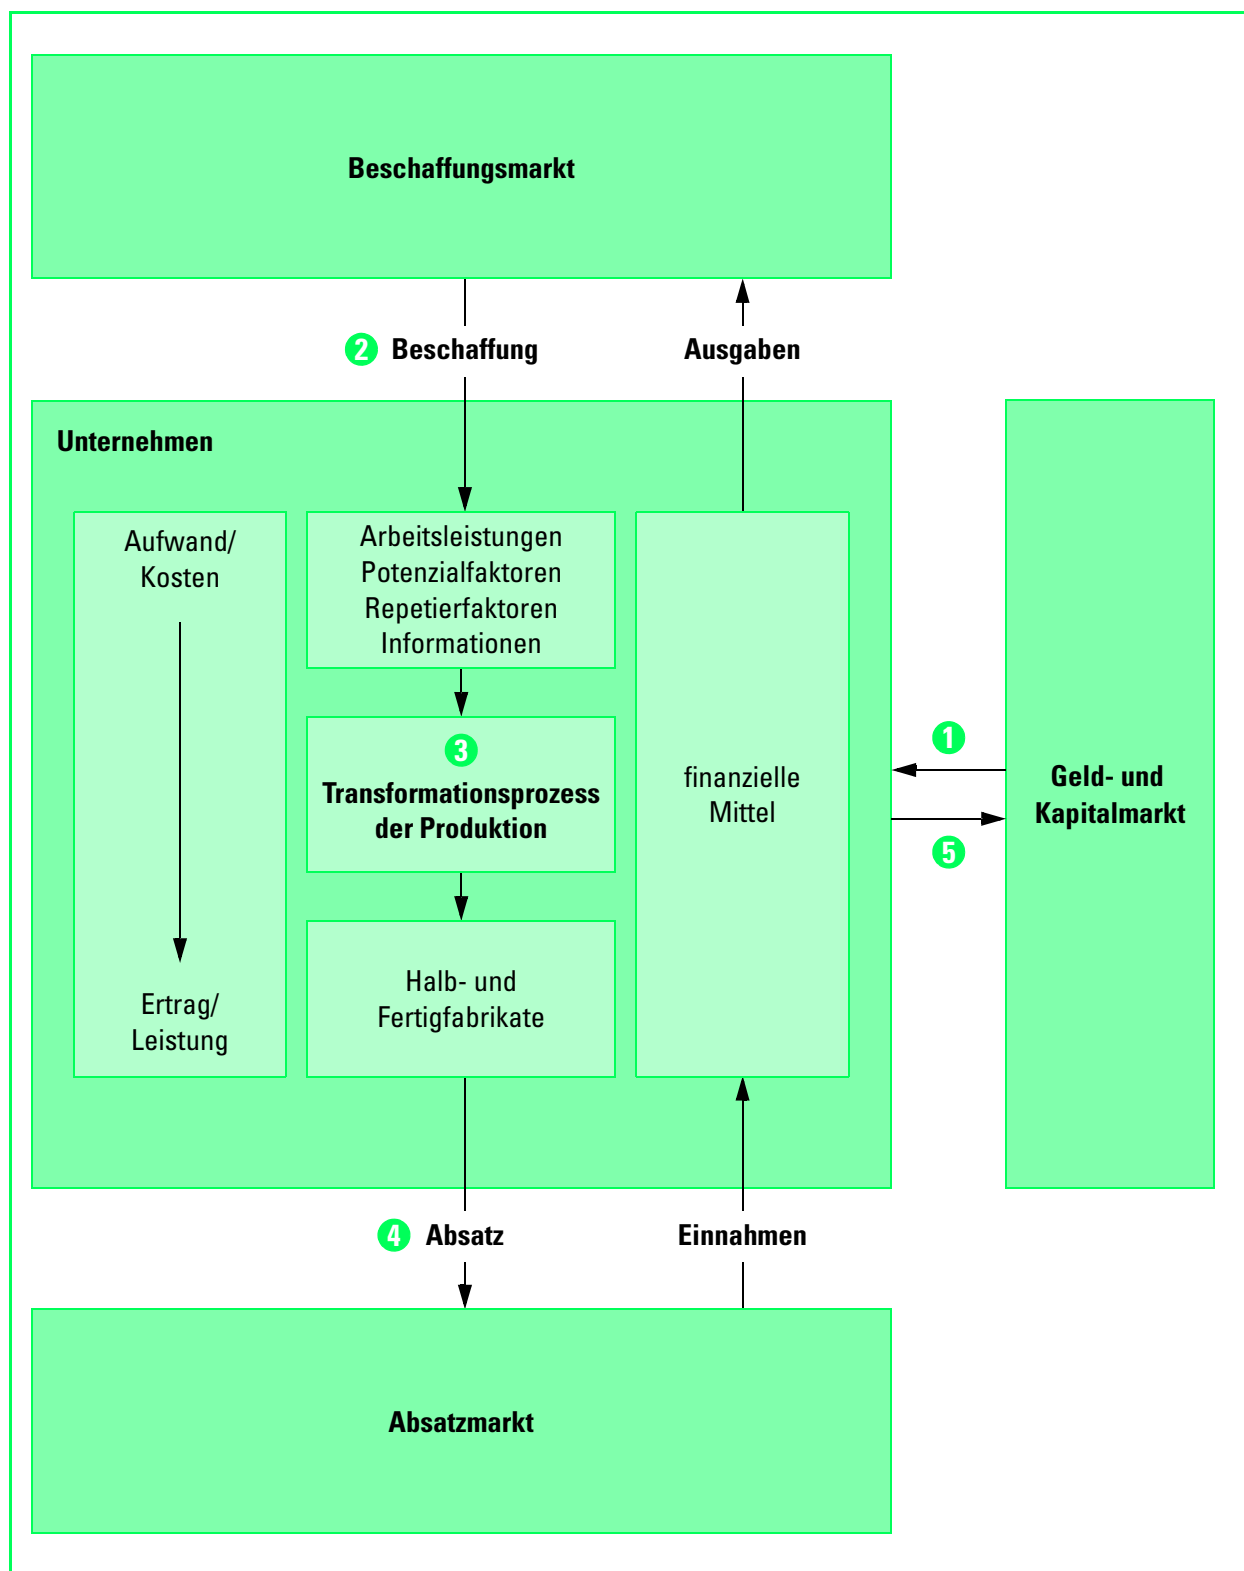 Beschaffungsmarkt
2 Beschaffung
Ausgaben
Unternehmen
Aufwand/
Kosten
Ertrag/
Leistung
Arbeitsleistungen
Potenzialfaktoren
Repetierfaktoren
Informationen
3
Transformationsprozess
der Produktion
Halb- und
Fertigfabrikate
finanzielle
Mittel
1
5
Geld- und
Kapitalmarkt
4 Absatz
Einnahmen
Absatzmarkt